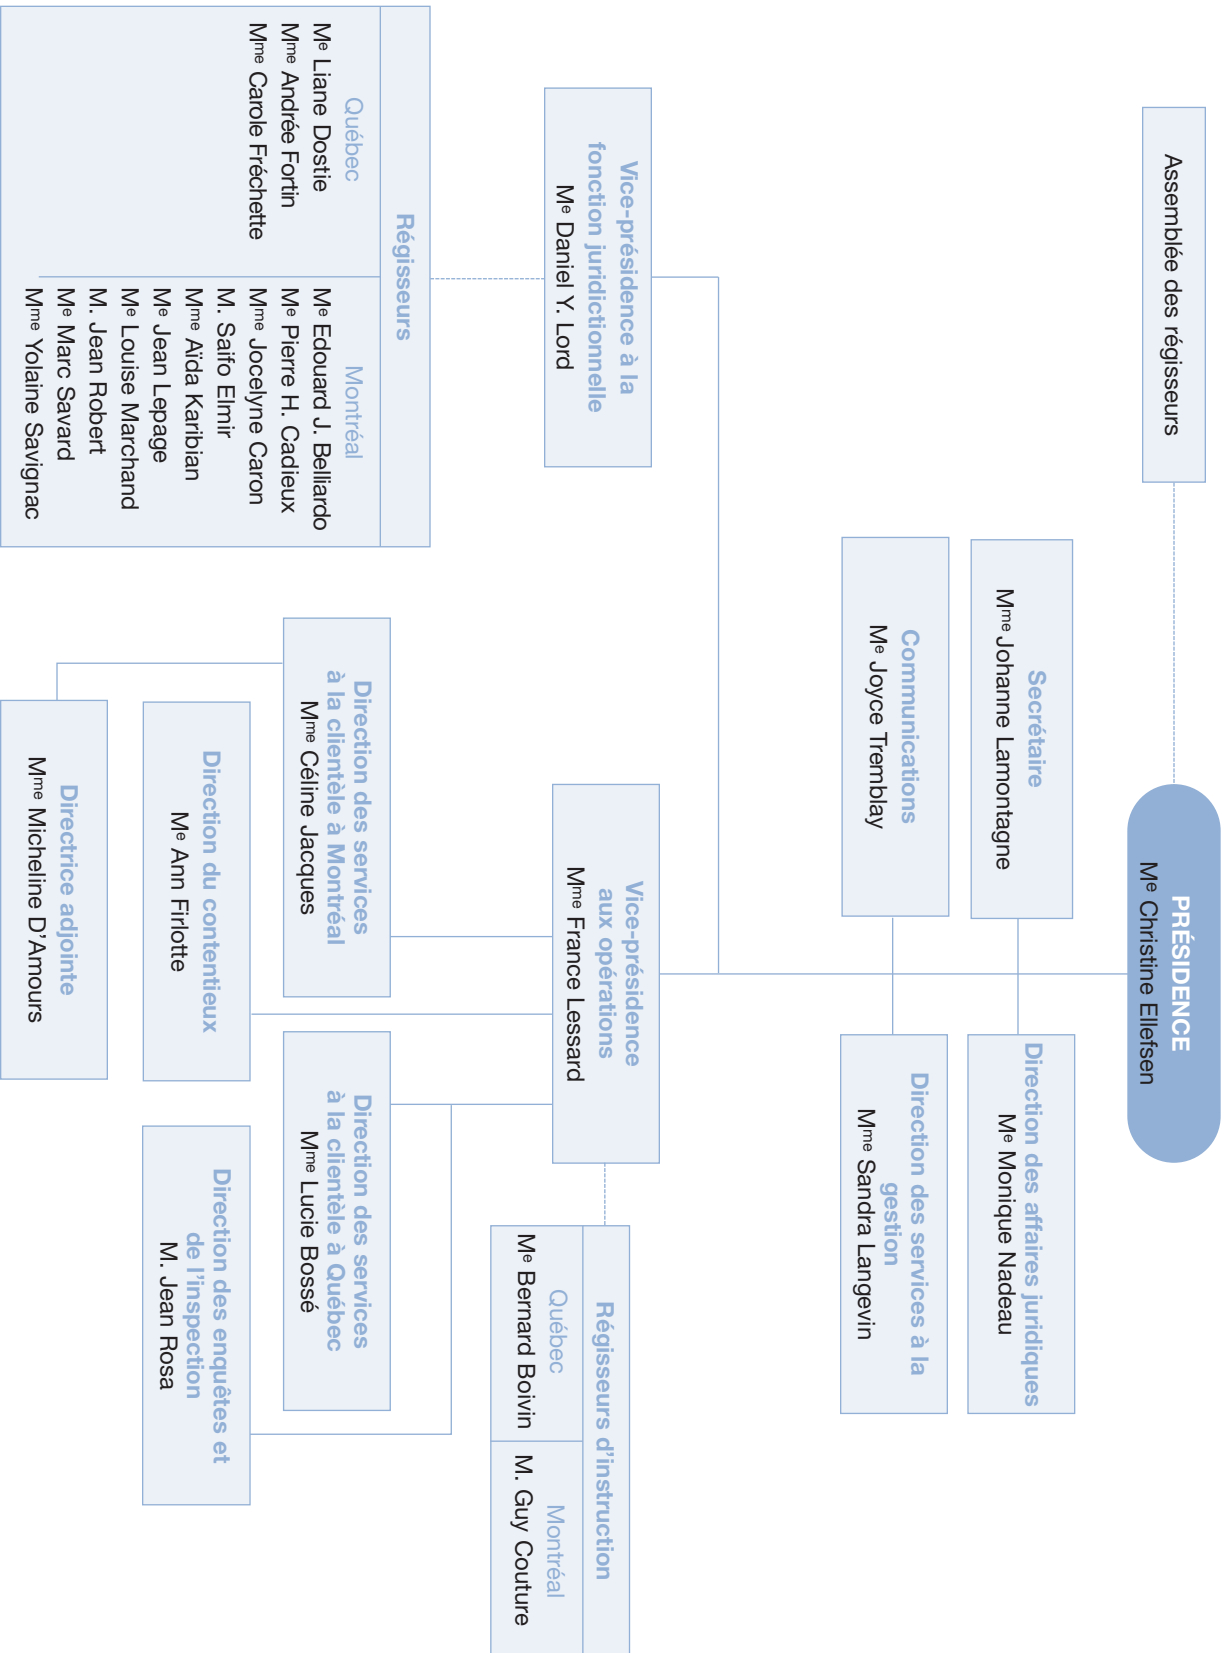 PRÉSIDENCE
Me Christine Ellefsen
Assemblée des régisseurs
Secrétaire
Mme Johanne Lamontagne
Direction des affaires juridiques
Me Monique Nadeau
Communications
Me Joyce Tremblay
Direction des services à la
gestion
Mme Sandra Langevin
Vice-présidence à la
fonction juridictionnelle
Me Daniel Y. Lord
Vice-présidence
aux opérations
Mme France Lessard
Régisseurs d'instruction
Québec
Me Bernard Boivin
Montréal
M. Guy Couture
Régisseurs
Québec
Me Liane Dostie
Mme Andrée Fortin
Mme Carole Fréchette
Montréal
Me Edouard J. Belliardo
Me Pierre H. Cadieux
Mme Jocelyne Caron
M. Saifo Elmir
Mme Aïda Karibian
Me Jean Lepage
Me Louise Marchand
M. Jean Robert
Me Marc Savard
Mme Yolaine Savignac
Direction des services
à la clientèle à Montréal
Mme Céline Jacques
Direction des services
à la clientèle à Québec
Mme Lucie Bossé
Direction du contentieux
Me Ann Firlotte
Direction des enquêtes et
de l'inspection
M. Jean Rosa
Directrice adjointe
Mme Micheline D'Amours